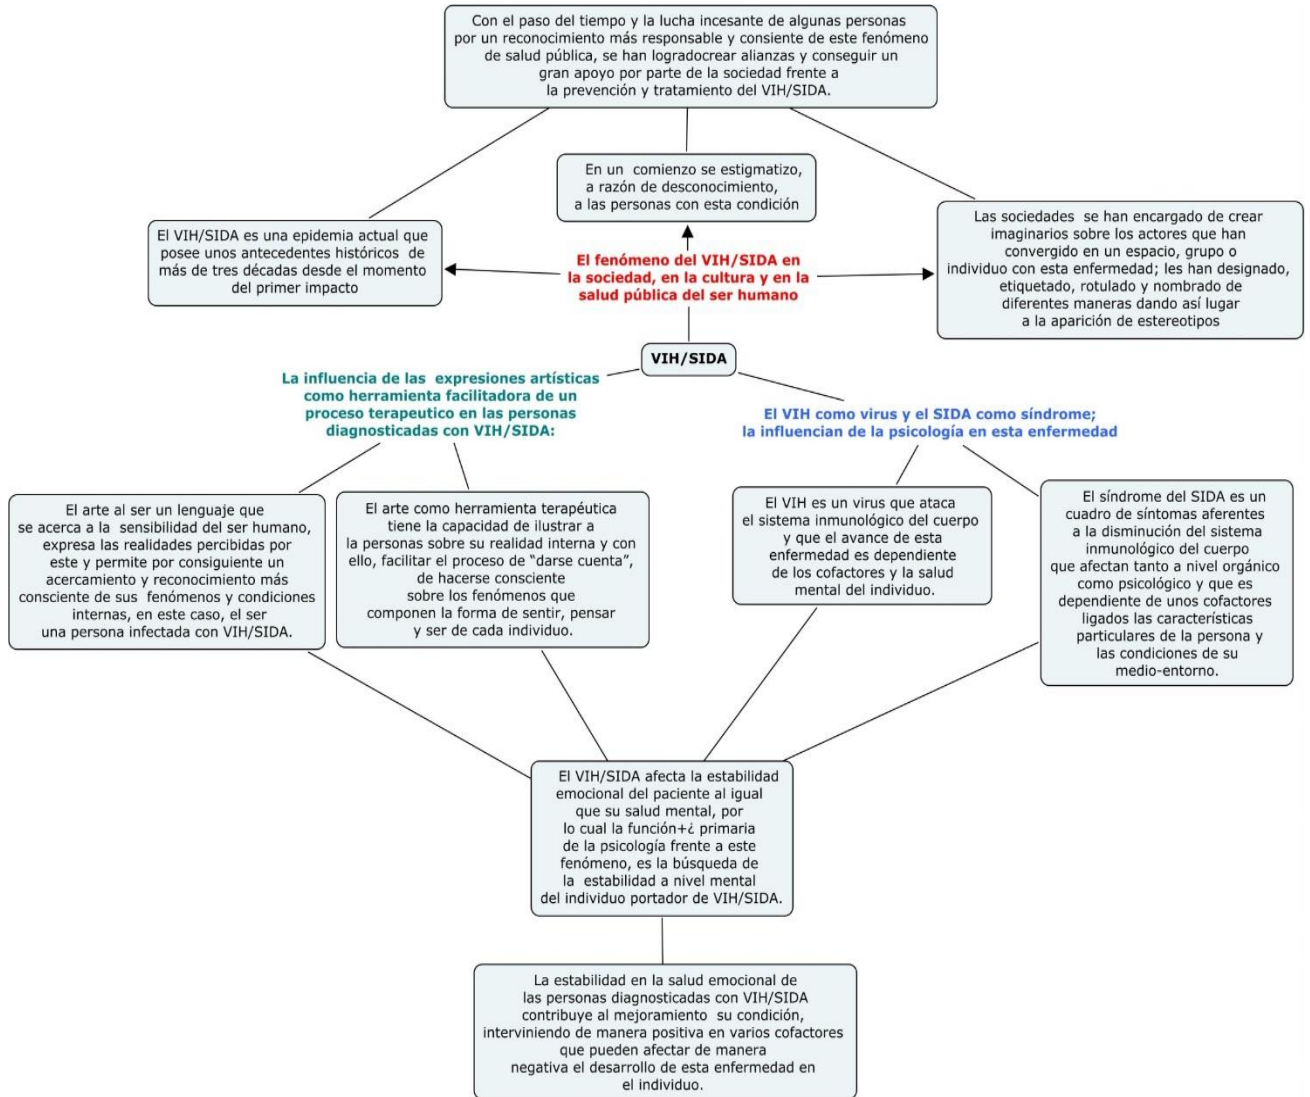 Con el paso del tiempo y la lucha incesante de algunas personas
por un reconocimiento más responsable y consiente de este fenómeno
de salud pública, se han logradocrear alianzas y conseguir un
gran apoyo por parte de la sociedad frente a
la prevención y tratamiento del VIH/SIDA.
En un comienzo se estigmatizo,
a razón de desconocimiento,
a las personas con esta condición
El VIH/SIDA es una epidemia actual que
posee unos antecedentes históricos de
más de tres décadas desde el momento
del primer impacto
El fenómeno del VIH/SIDA en
la sociedad, en la cultura y en la
salud pública del ser humano
Las sociedades se han encargado de crear
imaginarios sobre los actores que han
convergido en un espacio, grupo o
individuo con esta enfermedad; les han designado,
etiquetado, rotulado y nombrado de
diferentes maneras dando así lugar
a la aparición de estereotipos
VIH/SIDA
La influencia de las expresiones artísticas
como herramienta facilitadora de un
proceso terapeutico en las personas
diagnosticadas con VIH/SIDA:
El VIH como virus y el SIDA como síndrome;
la influencian de la psicología en esta enfermedad
El arte al ser un lenguaje que
se acerca a la sensibilidad del ser humano,
expresa las realidades percibidas por
este y permite por consiguiente un
acercamiento y reconocimiento más
consciente de sus fenómenos y condiciones
internas, en este caso, el ser
una persona infectada con VIH/SIDA.
El arte como herramienta terapéutica
tiene la capacidad de ilustrar a
la personas sobre su realidad interna y con
ello, facilitar el proceso de “darse cuenta”,
de hacerse consciente
sobre los fenómenos que
componen la forma de sentir, pensar
y ser de cada individuo.
El VIH es un virus que ataca
el sistema inmunológico del cuerpo
y que el avance de esta
enfermedad es dependiente
de los cofactores y la salud
mental del individuo.
El síndrome del SIDA es un
cuadro de síntomas aferentes
a la disminución del sistema
inmunológico del cuerpo
que afectan tanto a nivel orgánico
como psicológico y que es
dependiente de unos cofactores
ligados las características
particulares de la persona y
las condiciones de su
medio-entorno.
El VIH/SIDA afecta la estabilidad
emocional del paciente al igual
que su salud mental, por
lo cual la función+¿ primaria
de la psicología frente a este
fenómeno, es la búsqueda de
la estabilidad a nivel mental
del individuo portador de VIH/SIDA.
La estabilidad en la salud emocional de
las personas diagnosticadas con VIH/SIDA
contribuye al mejoramiento su condición,
interviniendo de manera positiva en varios cofactores
que pueden afectar de manera
negativa el desarrollo de esta enfermedad en
el individuo.